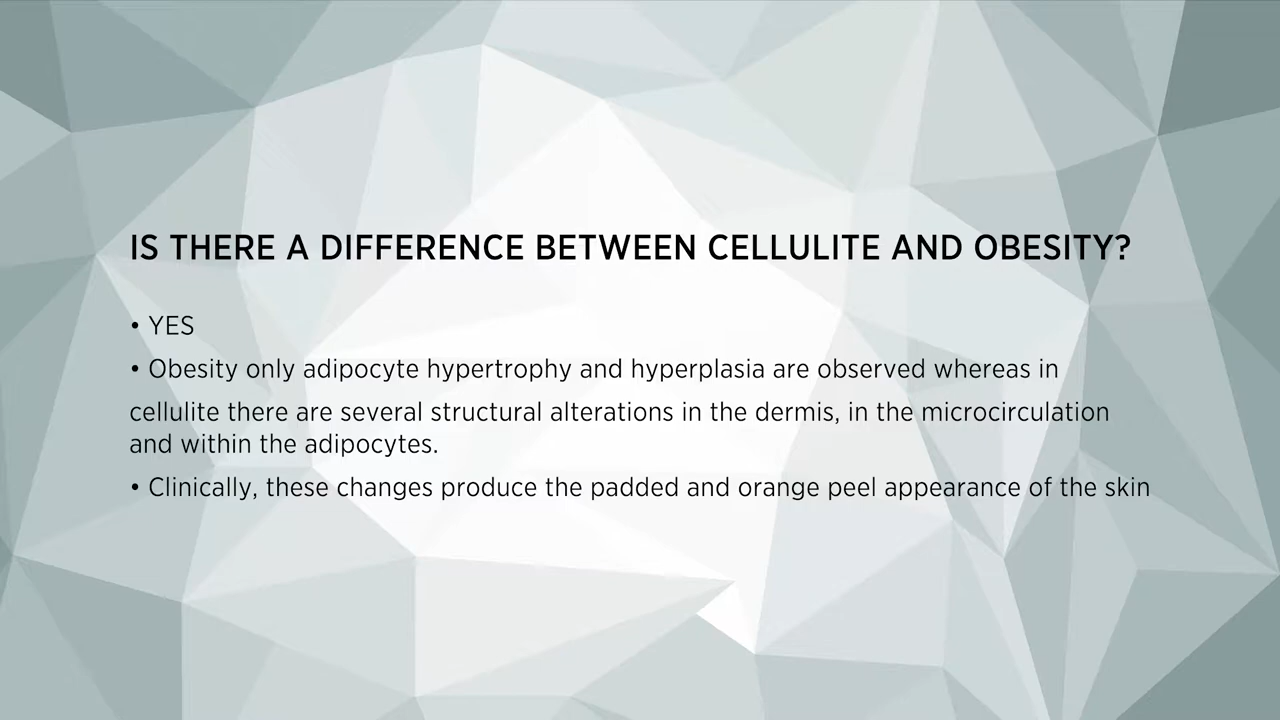 IS THERE A DIFFERENCE BETWEEN CELLULITE AND OBESITY?
• YES
• Obesity only adipocyte hypertrophy and hyperplasia are observed whereas in
cellulite there are several structural alterations in the dermis, in the microcirculation
and within the adipocytes.
• Clinically, these changes produce the padded and orange peel appearance of the skin